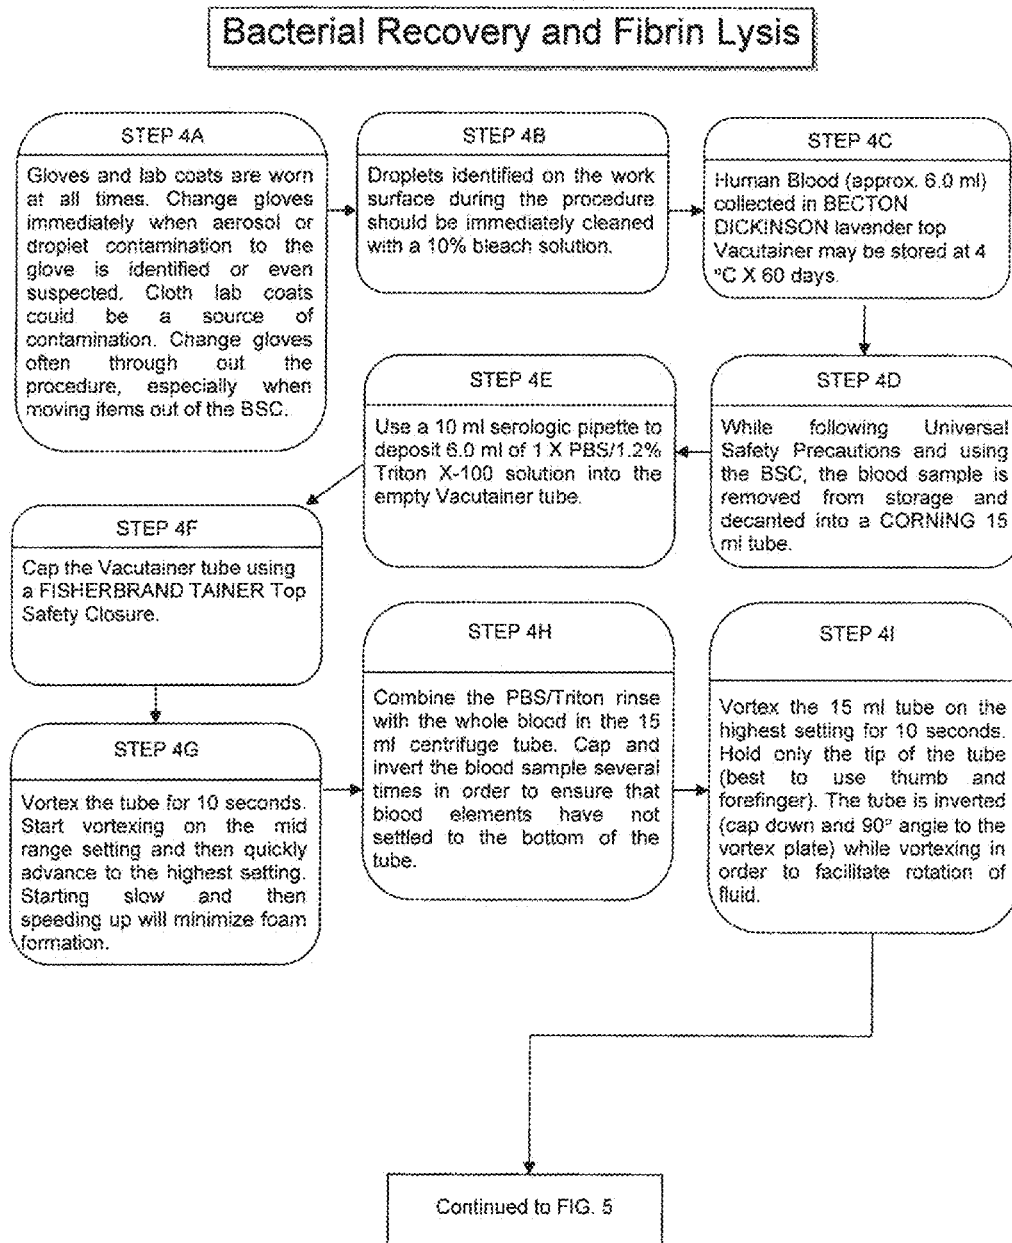 Bacterial Recovery and Fibrin Lysis
STEP 4A
Gloves and lab coats are worn
at all times. Change gloves
immediately when aerosol or
droplet contamination to the
glove is identified or even
suspected. Cloth lab coats
could be a source of
contamination. Change gloves
often through out the
procedure, especially when
moving items out of the BSC.
STEP 4B
Droplets identified on the work
surface during the procedure
should be immediately cleaned
with a 10% bleach solution.
STEP 4C
Human Blood (approx. 6.0 ml)
collected in BECTON
DICKINSON lavender top
Vacutainer may be stored at 4
°C X 60 days.
STEP 4D
While following Universal
Safety Precautions and using
the BSC, the blood sample is
removed from storage and
decanted into a CORNING 15
ml tube.
STEP 4E
Use a 10 ml serologic pipette to
deposit 6.0 ml of 1 X PBS/1.2%
Triton X-100 solution into the
empty Vacutainer tube.
STEP 4F
Cap the Vacutainer tube using
a FISHERBRAND TAINER Top
Safety Closure.
STEP 4G
Vortex the tube for 10 seconds.
Start vortexing on the mid
range setting and then quickly
advance to the highest setting.
Starting slow and then
speeding up will minimize foam
formation.
STEP 4H
Combine the PBS/Triton rinse
with the whole blood in the 15
ml centrifuge tube. Cap and
invert the blood sample several
times in order to ensure that
blood elements have not
settled to the bottom of the
tube.
STEP 4I
Vortex the 15 ml tube on the
highest setting for 10 seconds.
Hold only the tip of the tube
(best to use thumb and
forefinger). The tube is inverted
(cap down and 90° angle to the
vortex plate) while vortexing in
order to facilitate rotation of
fluid.
Continued to FIG. 5